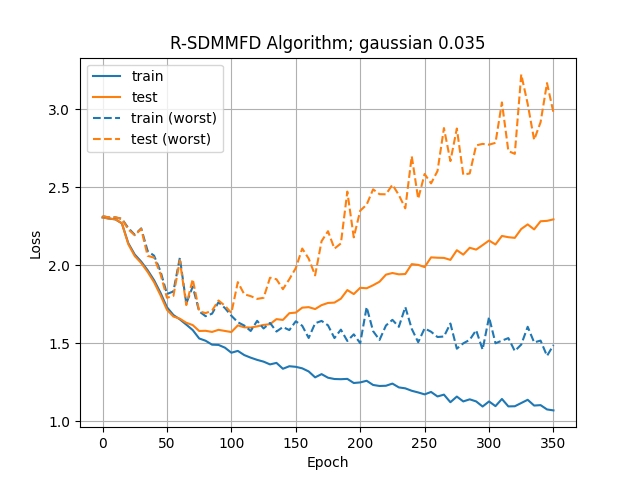 R-SDMMFD Algorithm; gaussian 0.035
train
test
train (worst)
test (worst)
Loss
3.0
2.5
2.0
1.5
1.0
0 50 100 150 200 250 300 350
Epoch